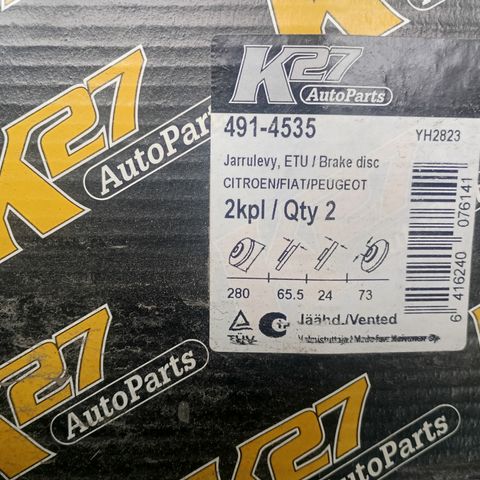 K27
AutoParts
K27
AutoParts
491-4535
YH2823
Jarrulevy, ETU / Brake disc
CITROEN/FIAT/PEUGEOT
2kpl / Qty 2
280 65.5 24 73
Jäähd./Vented
TÜV
6 416240 076141
K27
AutoParts
K27
AutoParts